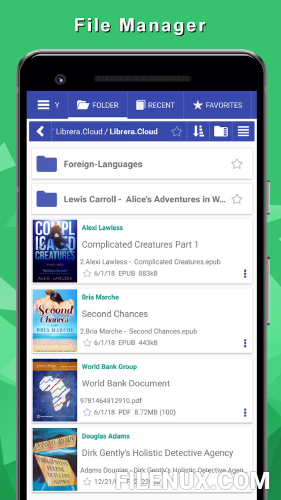 File Manager
Y FOLDER RECENT FAVORITES
' Librera.Cloud / Librera.Cloud
Foreign-Languages
Lewis Carroll - Alice's Adventures in W...
COMPL
ICATED
CREATURES
ALEXI LAWLESS
Alexi Lawless
Complicated Creatures Part 1
2.Alexi Lawless - Complicated Creatures.epub
6/1/18 EPUB 883kB
Second
Chances
BRIA MARCHE
Bria Marche
Second Chances
2.Bria Marche - Second Chances.epub
6/1/18 EPUB 443kB
World Bank Group
World Bank Document
9781464812910.pdf
6/1/18 PDF 8.72MB (100)
Douglas Adams
Dirk Gently's Holistic Detective Agency
Adams Douglas - Dirk Gently's Holistic Detective Agen...
12/21/
FILENUX.COM